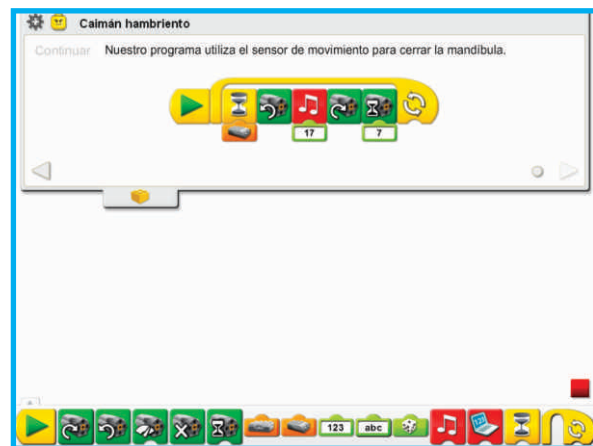 Caimán hambriento
Continuar Nuestro programa utiliza el sensor de movimiento para cerrar la mandíbula.
17 7
123 abc